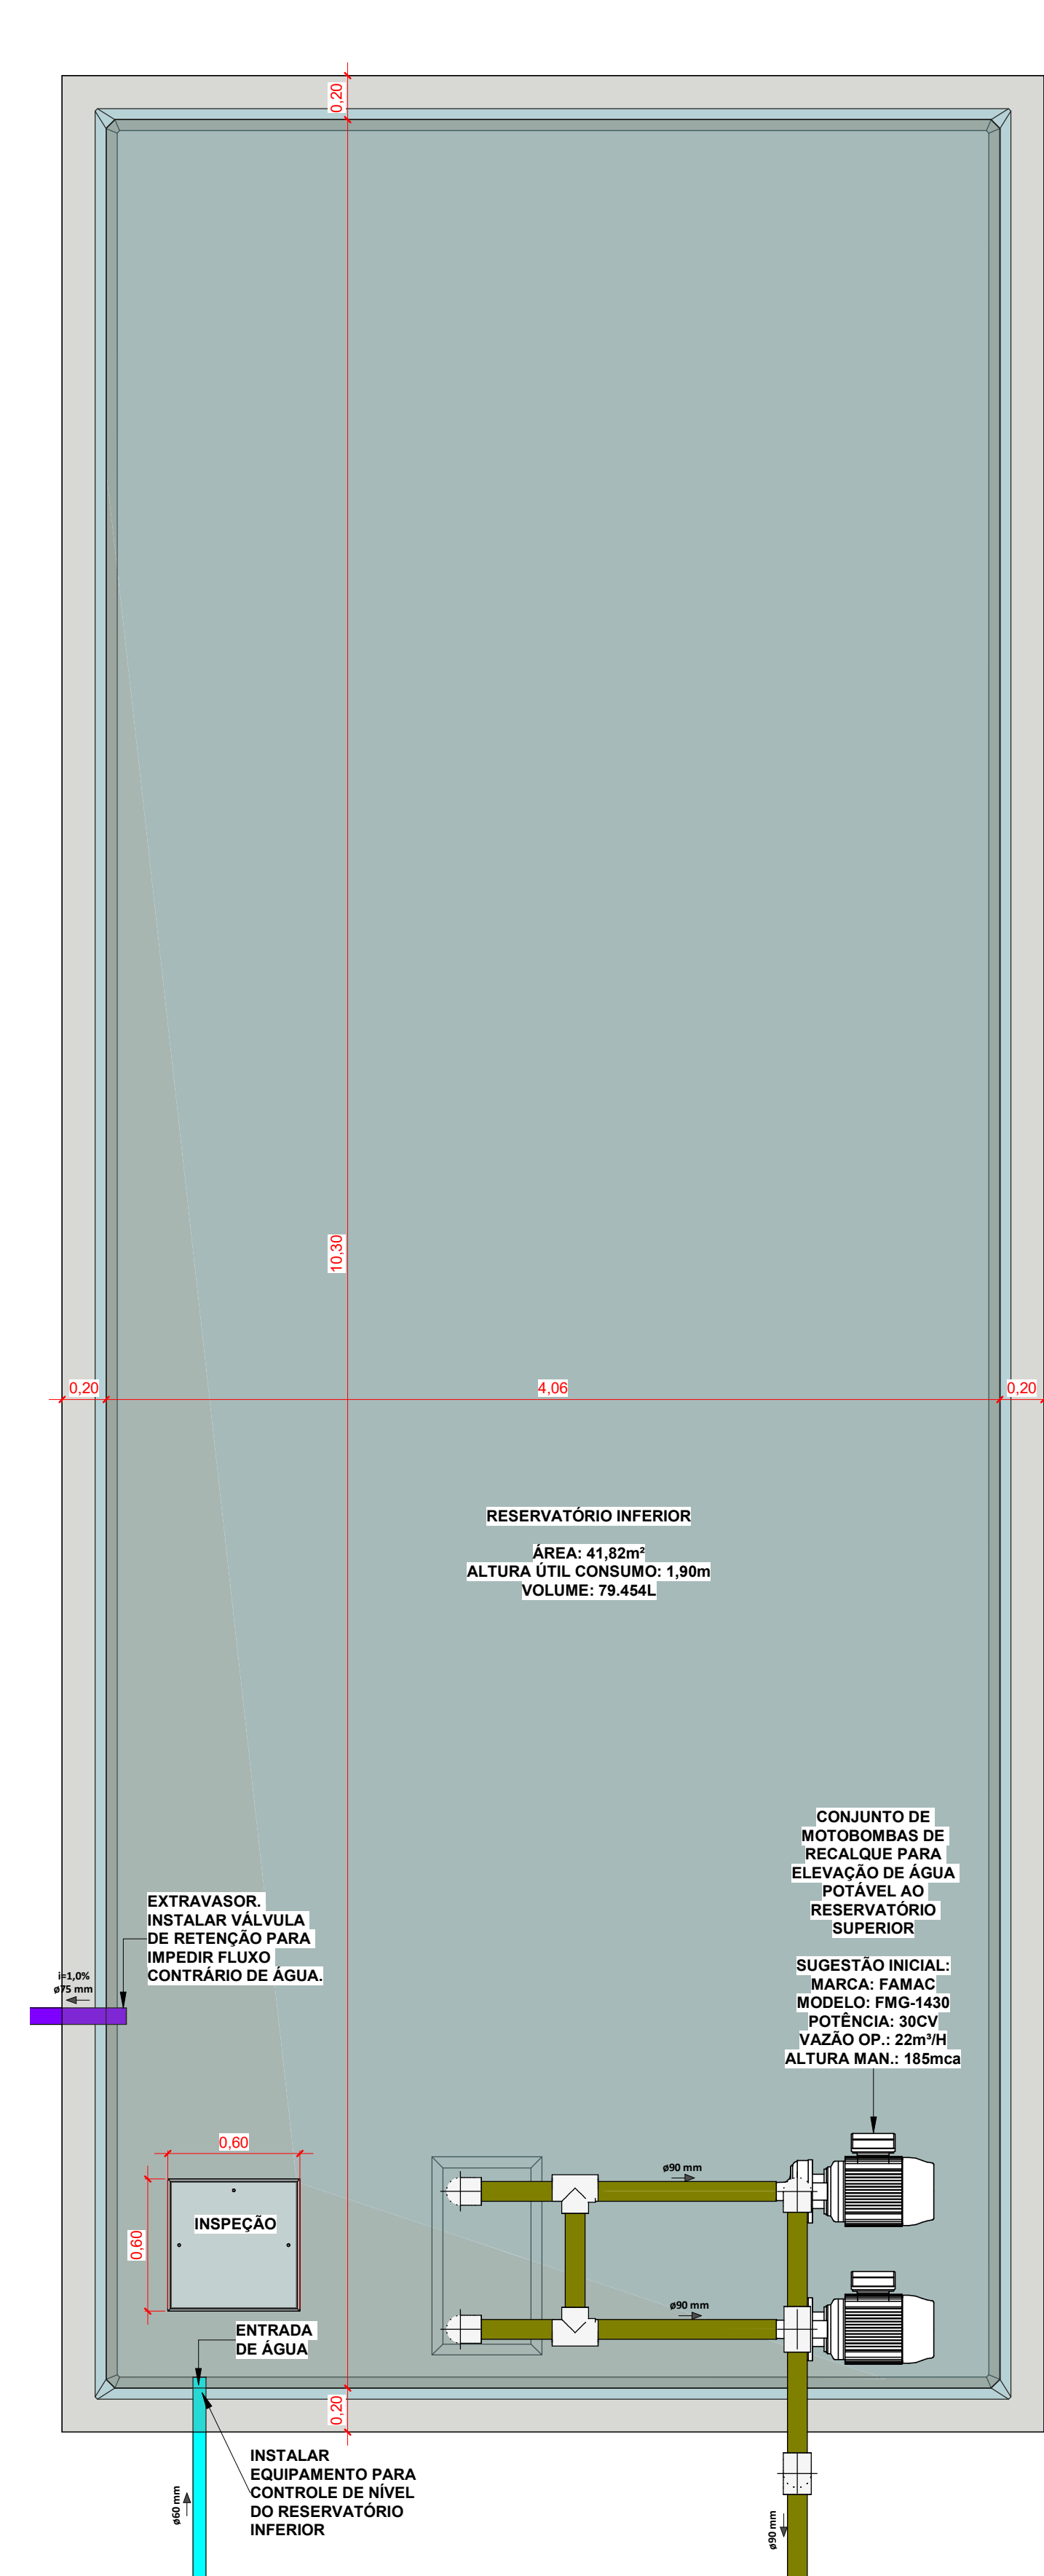 0,20
10,30
0,20
4,06
0,20
RESERVATÓRIO INFERIOR
ÁREA: 41,82m²
ALTURA ÚTIL CONSUMO: 1,90m
VOLUME: 79.454L
CONJUNTO DE
MOTOBOMBAS DE
RECALQUE PARA
ELEVAÇÃO DE ÁGUA
POTÁVEL AO
RESERVATÓRIO
SUPERIOR
SUGESTÃO INICIAL:
MARCA: FAMAC
MODELO: FMG-1430
POTÊNCIA: 30CV
VAZÃO OP.: 22m³/H
ALTURA MAN.: 185mca
EXTRAVASOR.
INSTALAR VÁLVULA
DE RETENÇÃO PARA
IMPEDIR FLUXO
CONTRÁRIO DE ÁGUA.
i=1,0%
ø75 mm
0,60
0,60
INSPEÇÃO
ø90 mm
ø90 mm
ENTRADA
DE ÁGUA
0,20
INSTALAR
EQUIPAMENTO PARA
CONTROLE DE NÍVEL
DO RESERVATÓRIO
INFERIOR
ø60 mm
ø90 mm